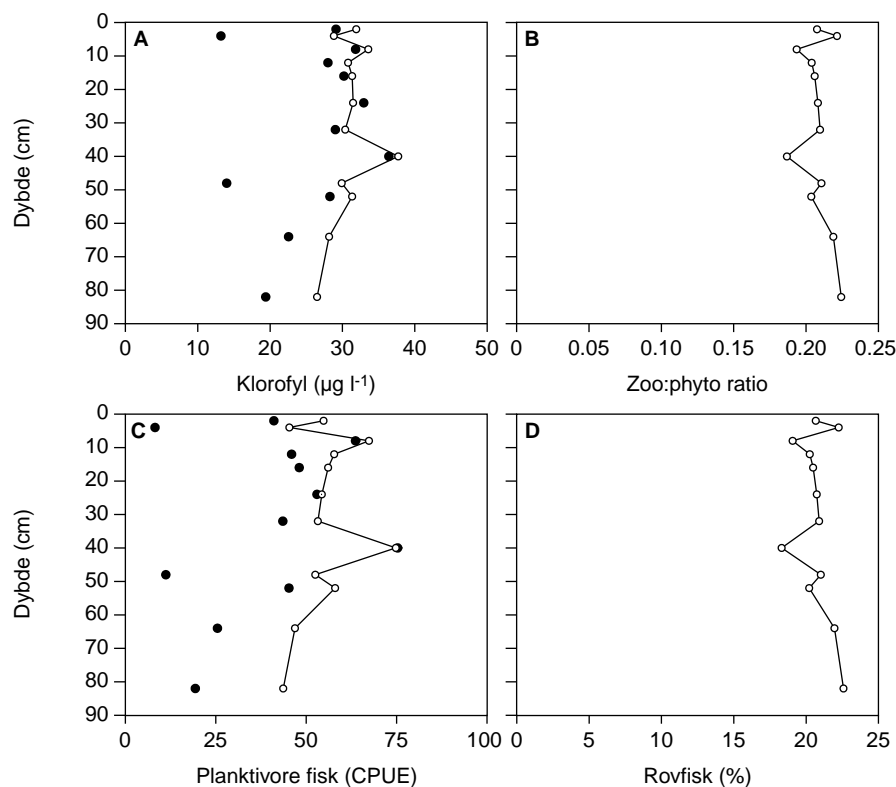 A
B
0
10
20
30
40
50
60
70
80
90
Dybde (cm)
0 10 20 30 40 50
Klorofyl (µg l-1)
0 0.05 0.10 0.15 0.20 0.25
Zoo:phyto ratio
C
D
0
10
20
30
40
50
60
70
80
90
Dybde (cm)
0 25 50 75 100
Planktivore fisk (CPUE)
0 5 10 15 20 25
Rovfisk (%)